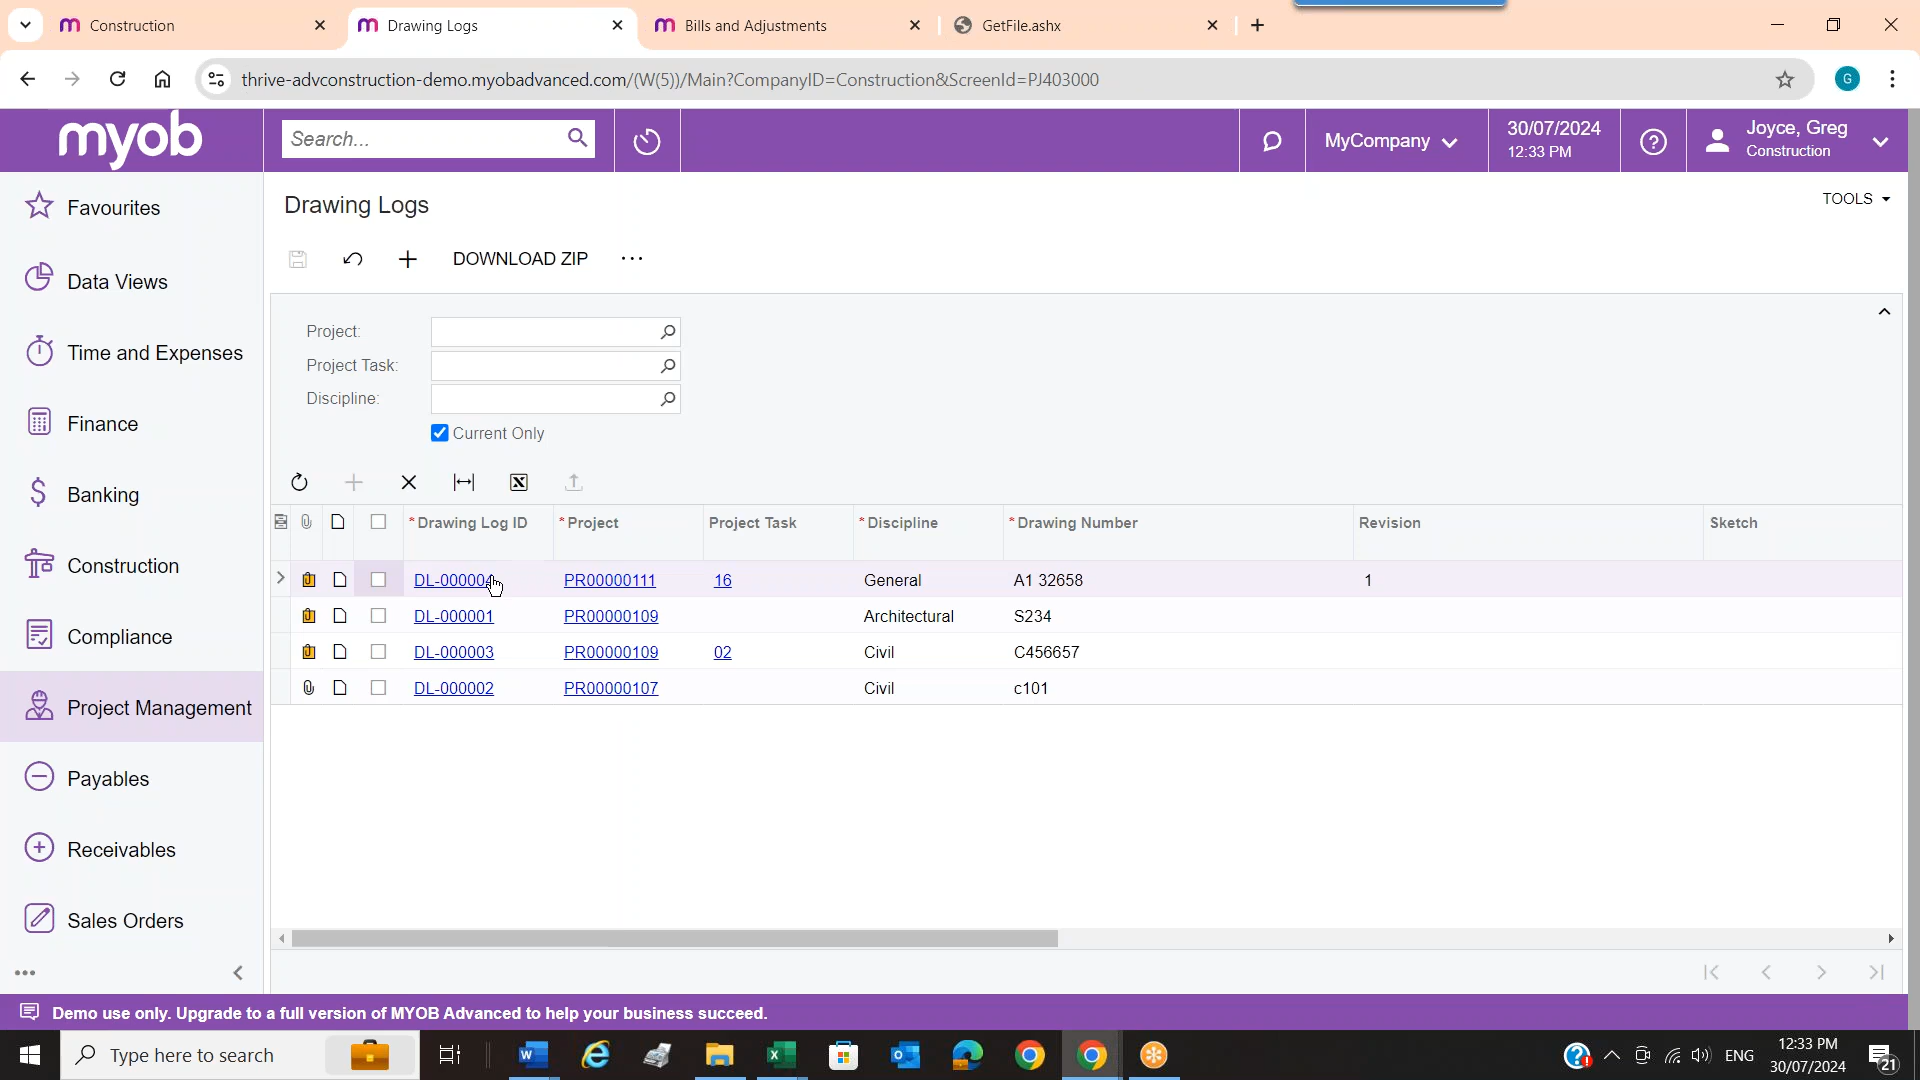 Construction
Drawing Logs
Bills and Adjustments
GetFile.ashx
thrive-advconstruction-demo.myobadvanced.com/(W(5))/Main?CompanyID=Construction&ScreenId=PJ403000
G
myob
Search...
MyCompany
30/07/2024
12:33 PM
Joyce, Greg
Construction
Favourites
Data Views
Time and Expenses
Finance
Banking
Construction
Compliance
Project Management
Payables
Receivables
Sales Orders
Drawing Logs
TOOLS
DOWNLOAD ZIP
Project:
Project Task:
Discipline:
Current Only
* Drawing Log ID * Project Project Task * Discipline * Drawing Number Revision Sketch
DL-000004 PR00000111 16 General A1 32658 1
DL-000001 PR00000109 Architectural S234
DL-000003 PR00000109 02 Civil C456657
DL-000002 PR00000107 Civil c101
Demo use only. Upgrade to a full version of MYOB Advanced to help your business succeed.
Type here to search
ENG
12:33 PM
30/07/2024
21